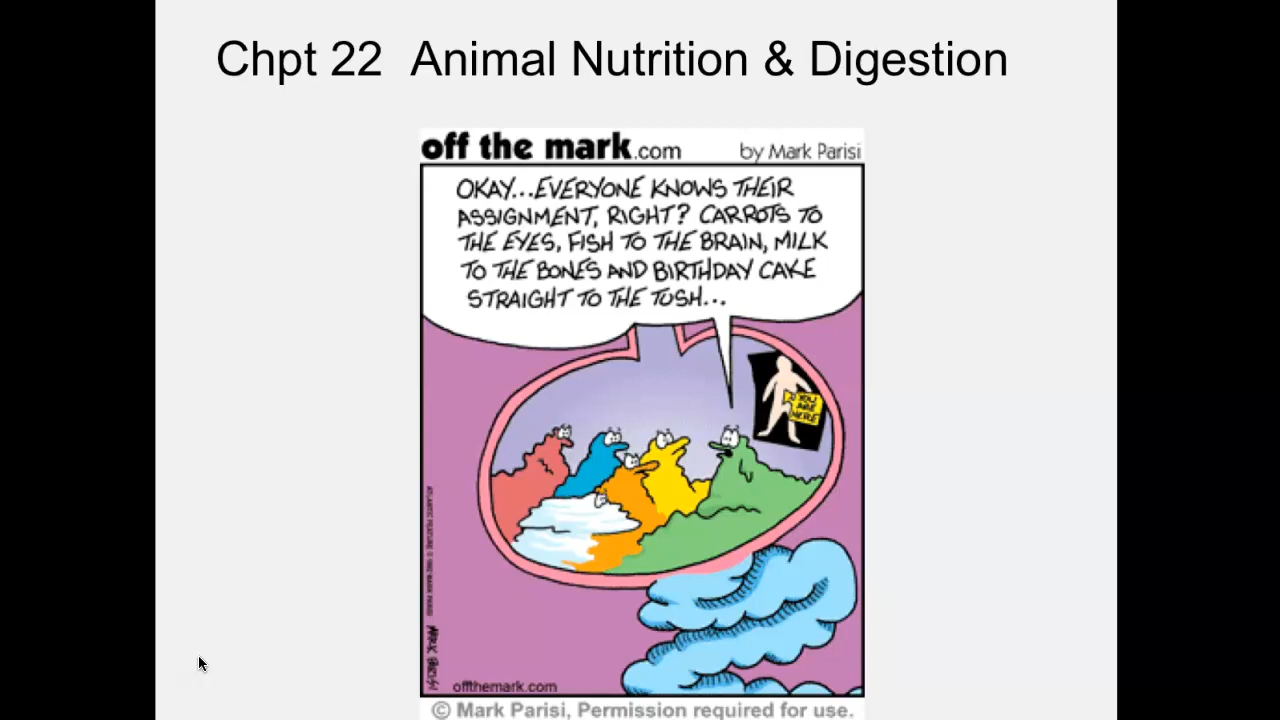 Chpt 22 Animal Nutrition & Digestion
off the mark.com by Mark Parisi
OKAY...EVERYONE KNOWS THEIR
ASSIGNMENT, RIGHT? CARROTS TO
THE EYES, FISH TO THE BRAIN, MILK
TO THE BONES AND BIRTHDAY CAKE
STRAIGHT TO THE TUSH...
YOU
ARE
HERE
offthemark.com
© Mark Parisi, Permission required for use.